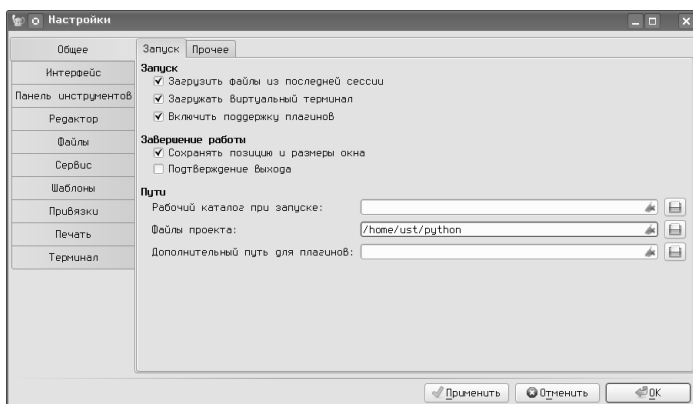 Настройки
Общее
Интерфейс
Панель инструментов
Редактор
Файлы
Сервис
Шаблоны
Привязки
Печать
Терминал
Запуск Прочее
Запуск
Загрузить файлы из последней сессии
Загружать виртуальный терминал
Включить поддержку плагинов
Завершение работы
Сохранять позицию и размеры окна
Подтверждение выхода
Пути
Рабочий каталог при запуске:
Файлы проекта: /home/ust/python
Дополнительный путь для плагинов:
Применить Отменить OK